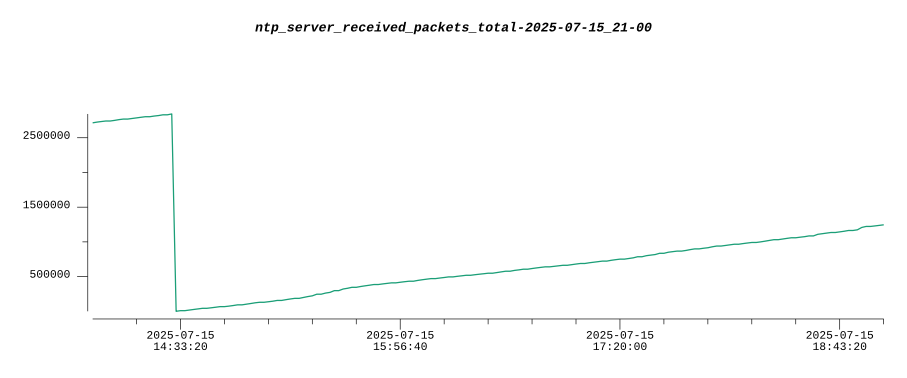 ntp_server_received_packets_total-2025-07-15_21-00
2500000
1500000
500000
2025-07-15 2025-07-15 2025-07-15 2025-07-15
14:33:20 15:56:40 17:20:00 18:43:20